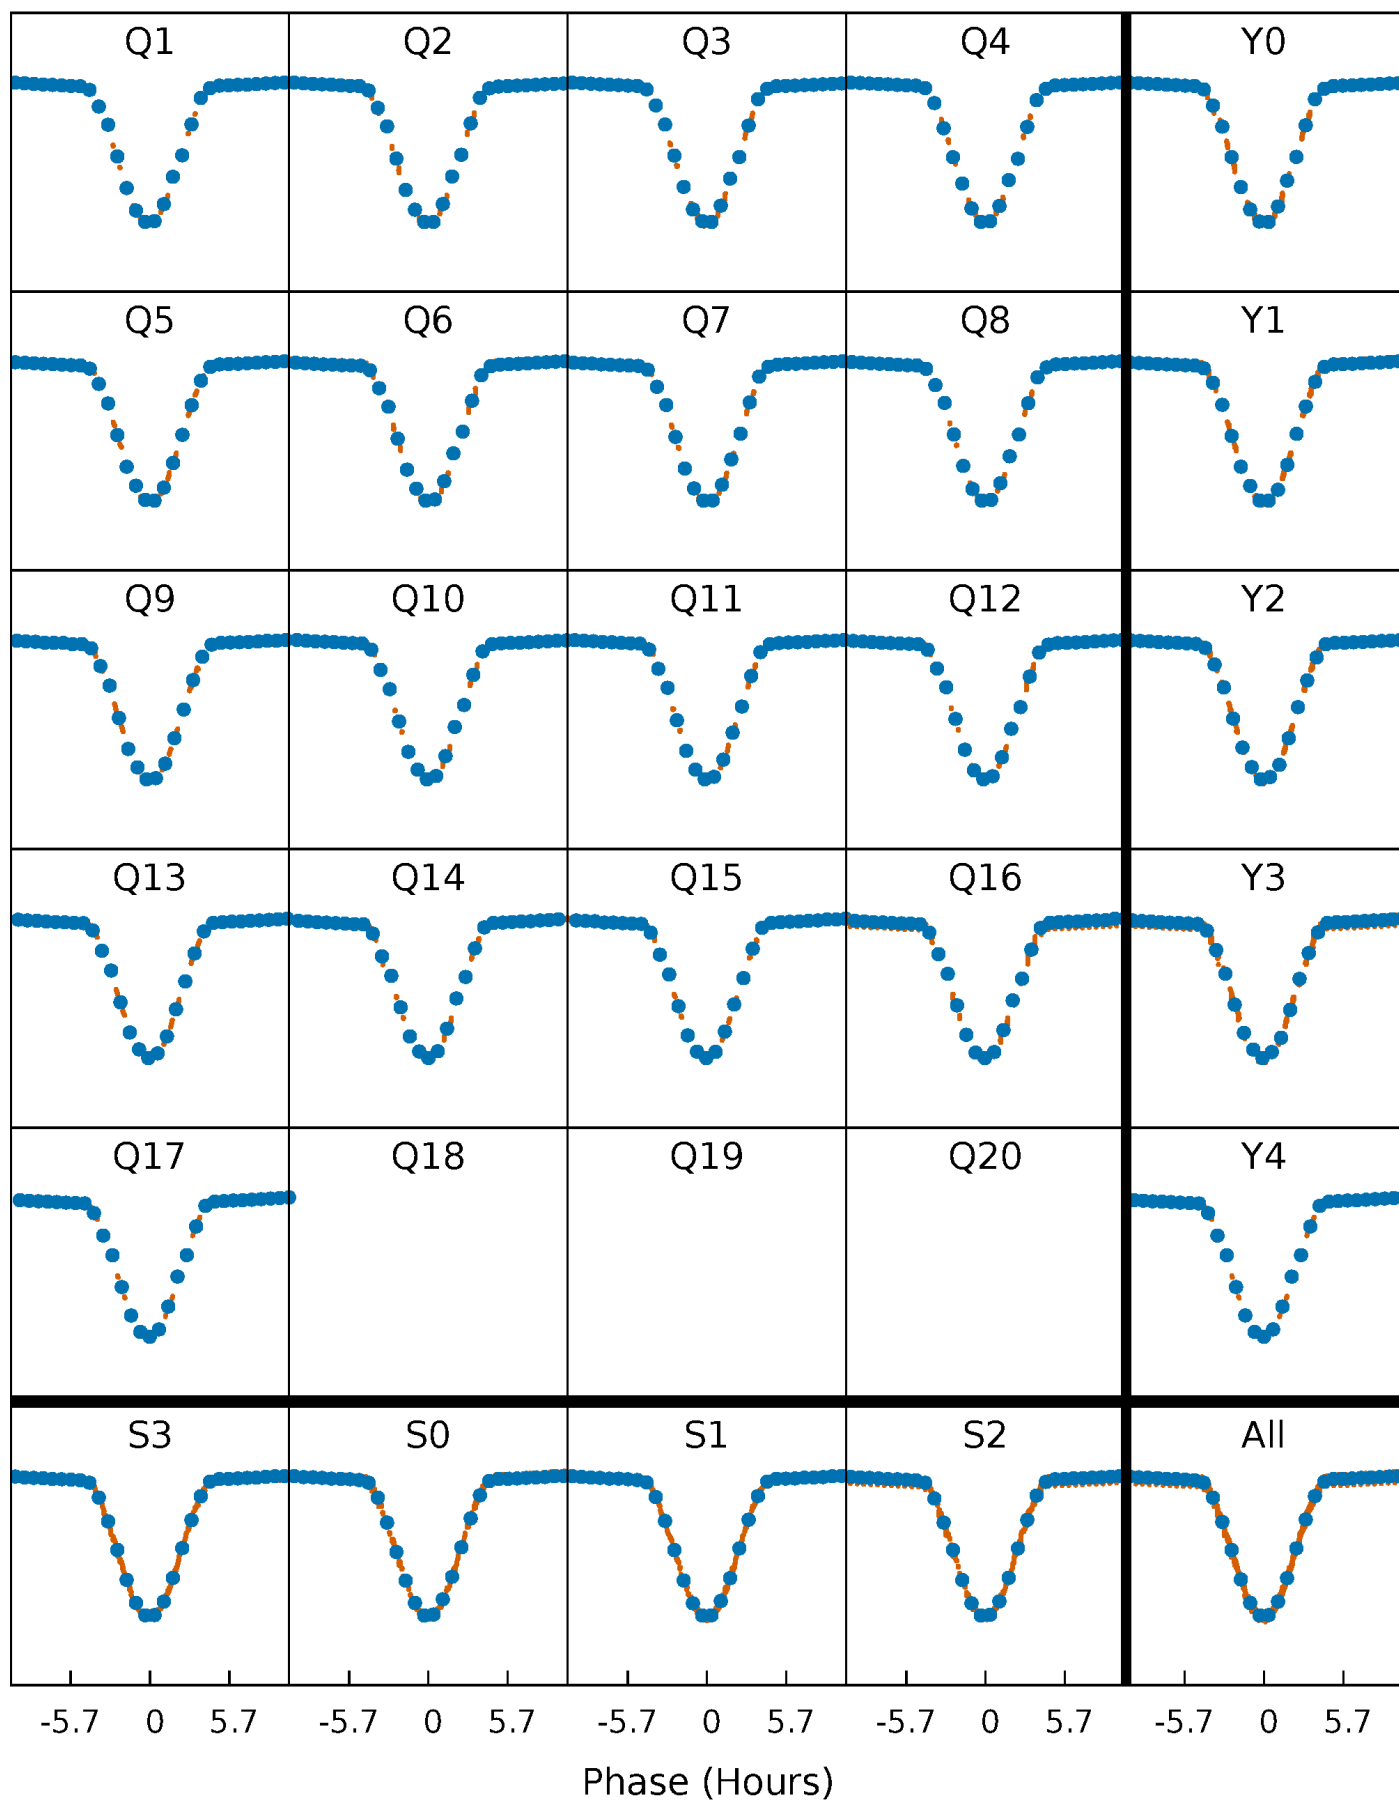 Q1 Q2 Q3 Q4 Y0
Q5 Q6 Q7 Q8 Y1
Q9 Q10 Q11 Q12 Y2
Q13 Q14 Q15 Q16 Y3
Q17 Q18 Q19 Q20 Y4
S3 S0 S1 S2 All
-5.7 0 5.7 -5.7 0 5.7 -5.7 0 5.7 -5.7 0 5.7 -5.7 0 5.7
Phase (Hours)